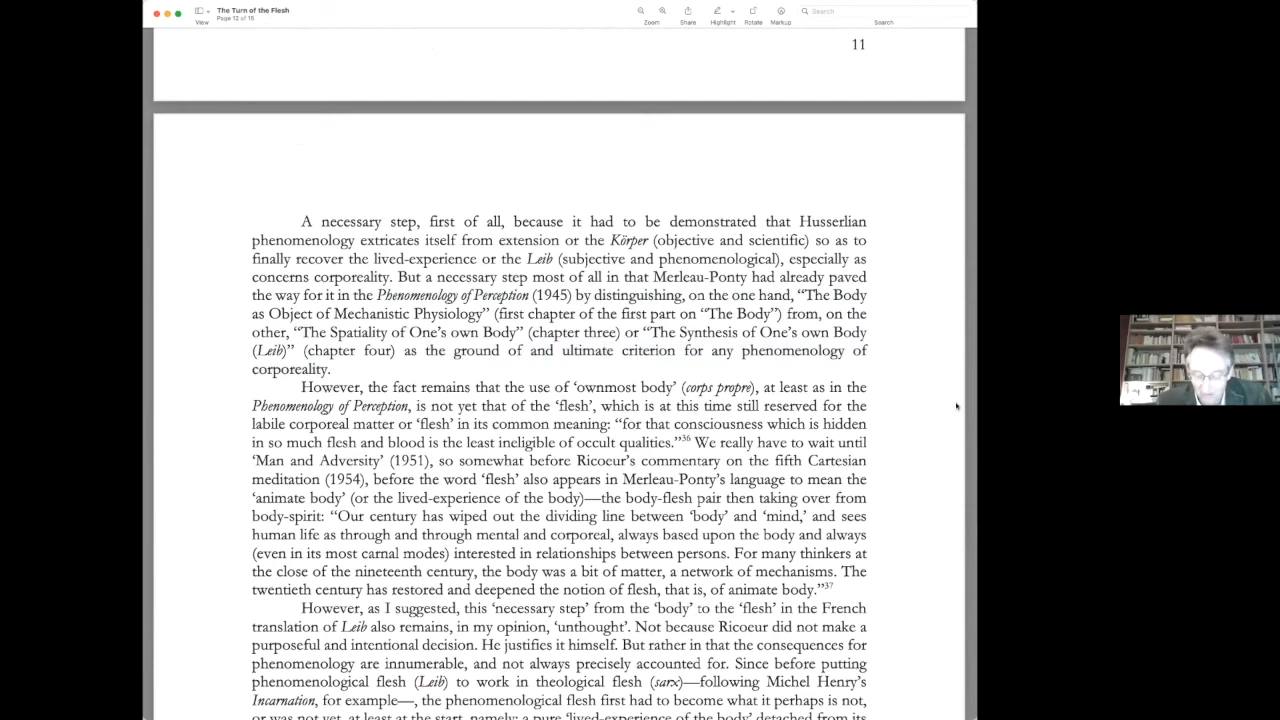 The Turn of the Flesh
Page 12 of 15
View
Zoom
Share
Highlight
Rotate
Markup
Search
Search
11
A necessary step, first of all, because it had to be demonstrated that Husserlian
phenomenology extricates itself from extension or the Körper (objective and scientific) so as to
finally recover the lived-experience or the Leib (subjective and phenomenological), especially as
concerns corporeality. But a necessary step most of all in that Merleau-Ponty had already paved
the way for it in the Phenomenology of Perception (1945) by distinguishing, on the one hand, “The Body
as Object of Mechanistic Physiology” (first chapter of the first part on “The Body”) from, on the
other, “The Spatiality of One’s own Body” (chapter three) or “The Synthesis of One’s own Body
(Leib)” (chapter four) as the ground of and ultimate criterion for any phenomenology of
corporeality.
However, the fact remains that the use of ‘ownmost body’ (corps propre), at least as in the
Phenomenology of Perception, is not yet that of the ‘flesh’, which is at this time still reserved for the
labile corporeal matter or ‘flesh’ in its common meaning: “for that consciousness which is hidden
in so much flesh and blood is the least ineligible of occult qualities.”36 We really have to wait until
‘Man and Adversity’ (1951), so somewhat before Ricoeur’s commentary on the fifth Cartesian
meditation (1954), before the word ‘flesh’ also appears in Merleau-Ponty’s language to mean the
‘animate body’ (or the lived-experience of the body)—the body-flesh pair then taking over from
body-spirit: “Our century has wiped out the dividing line between ‘body’ and ‘mind,’ and sees
human life as through and through mental and corporeal, always based upon the body and always
(even in its most carnal modes) interested in relationships between persons. For many thinkers at
the close of the nineteenth century, the body was a bit of matter, a network of mechanisms. The
twentieth century has restored and deepened the notion of flesh, that is, of animate body.”37
However, as I suggested, this ‘necessary step’ from the ‘body’ to the ‘flesh’ in the French
translation of Leib also remains, in my opinion, ‘unthought’. Not because Ricoeur did not make a
purposeful and intentional decision. He justifies it himself. But rather in that the consequences for
phenomenology are innumerable, and not always precisely accounted for. Since before putting
phenomenological flesh (Leib) to work in theological flesh (sarx)—following Michel Henry’s
Incarnation, for example—, the phenomenological flesh first had to become what it perhaps is not,
or was not yet, at least at the start, namely: a pure ‘lived-experience of the body’ detached from its